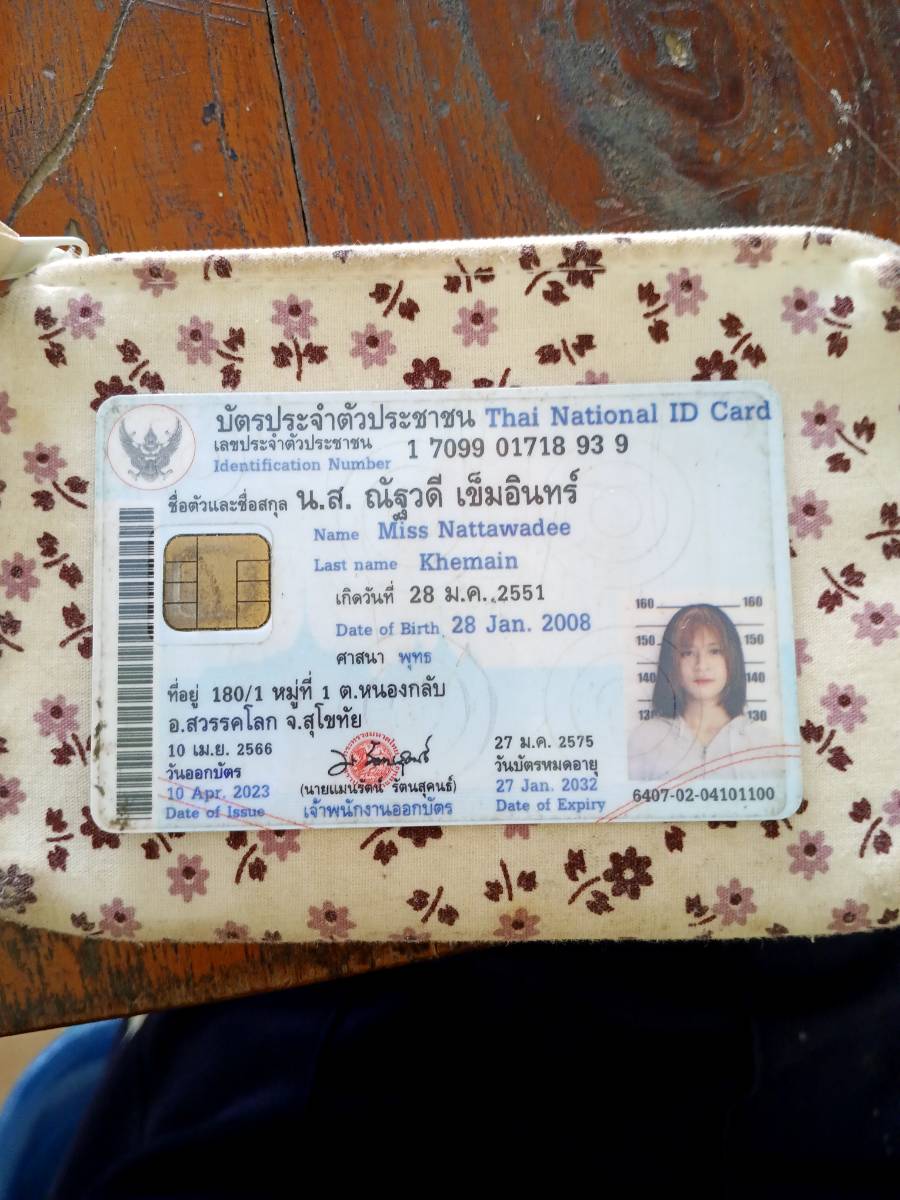 บัตรประจำตัวประชาชน Thai National ID Card
เลขประจำตัวประชาชน 1 7099 01718 93 9
Identification Number
ชื่อตัวและชื่อสกุล น.ส. ณัฐวดี เข็มอินทร์
Name Miss Nattawadee
Last name Khemain
เกิดวันที่ 28 ม.ค. 2551
Date of Birth 28 Jan. 2008
ศาสนา พุทธ
ที่อยู่ 180/1 หมู่ที่ 1 ต.หนองกลับ
อ.สวรรคโลก จ.สุโขทัย
10 เม.ย. 2566
วันออกบัตร
10 Apr. 2023
Date of Issue
(นายแมนรัตน์ รัตนสุคนธ์)
เจ้าพนักงานออกบัตร
27 ม.ค. 2575
วันบัตรหมดอายุ
27 Jan. 2032
Date of Expiry
160 160
150 150
140 140
130 130
6407-02-04101100